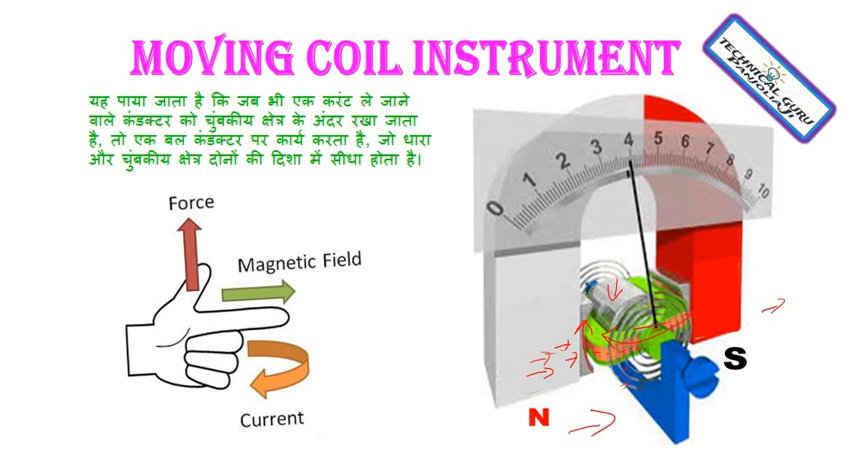 MOVING COIL INSTRUMENT
TECHNICAL GURU
PANJOLIAJI
यह पाया जाता है कि जब भी एक करंट ले जाने
वाले कंडक्टर को चुंबकीय क्षेत्र के अंदर रखा जाता
है, तो एक बल कंडक्टर पर कार्य करता है, जो धारा
और चुंबकीय क्षेत्र दोनों की दिशा में सीधा होता है।
Force
Magnetic Field
Current
0 1 2 3 4 5 6 7 8 9 10
N
S